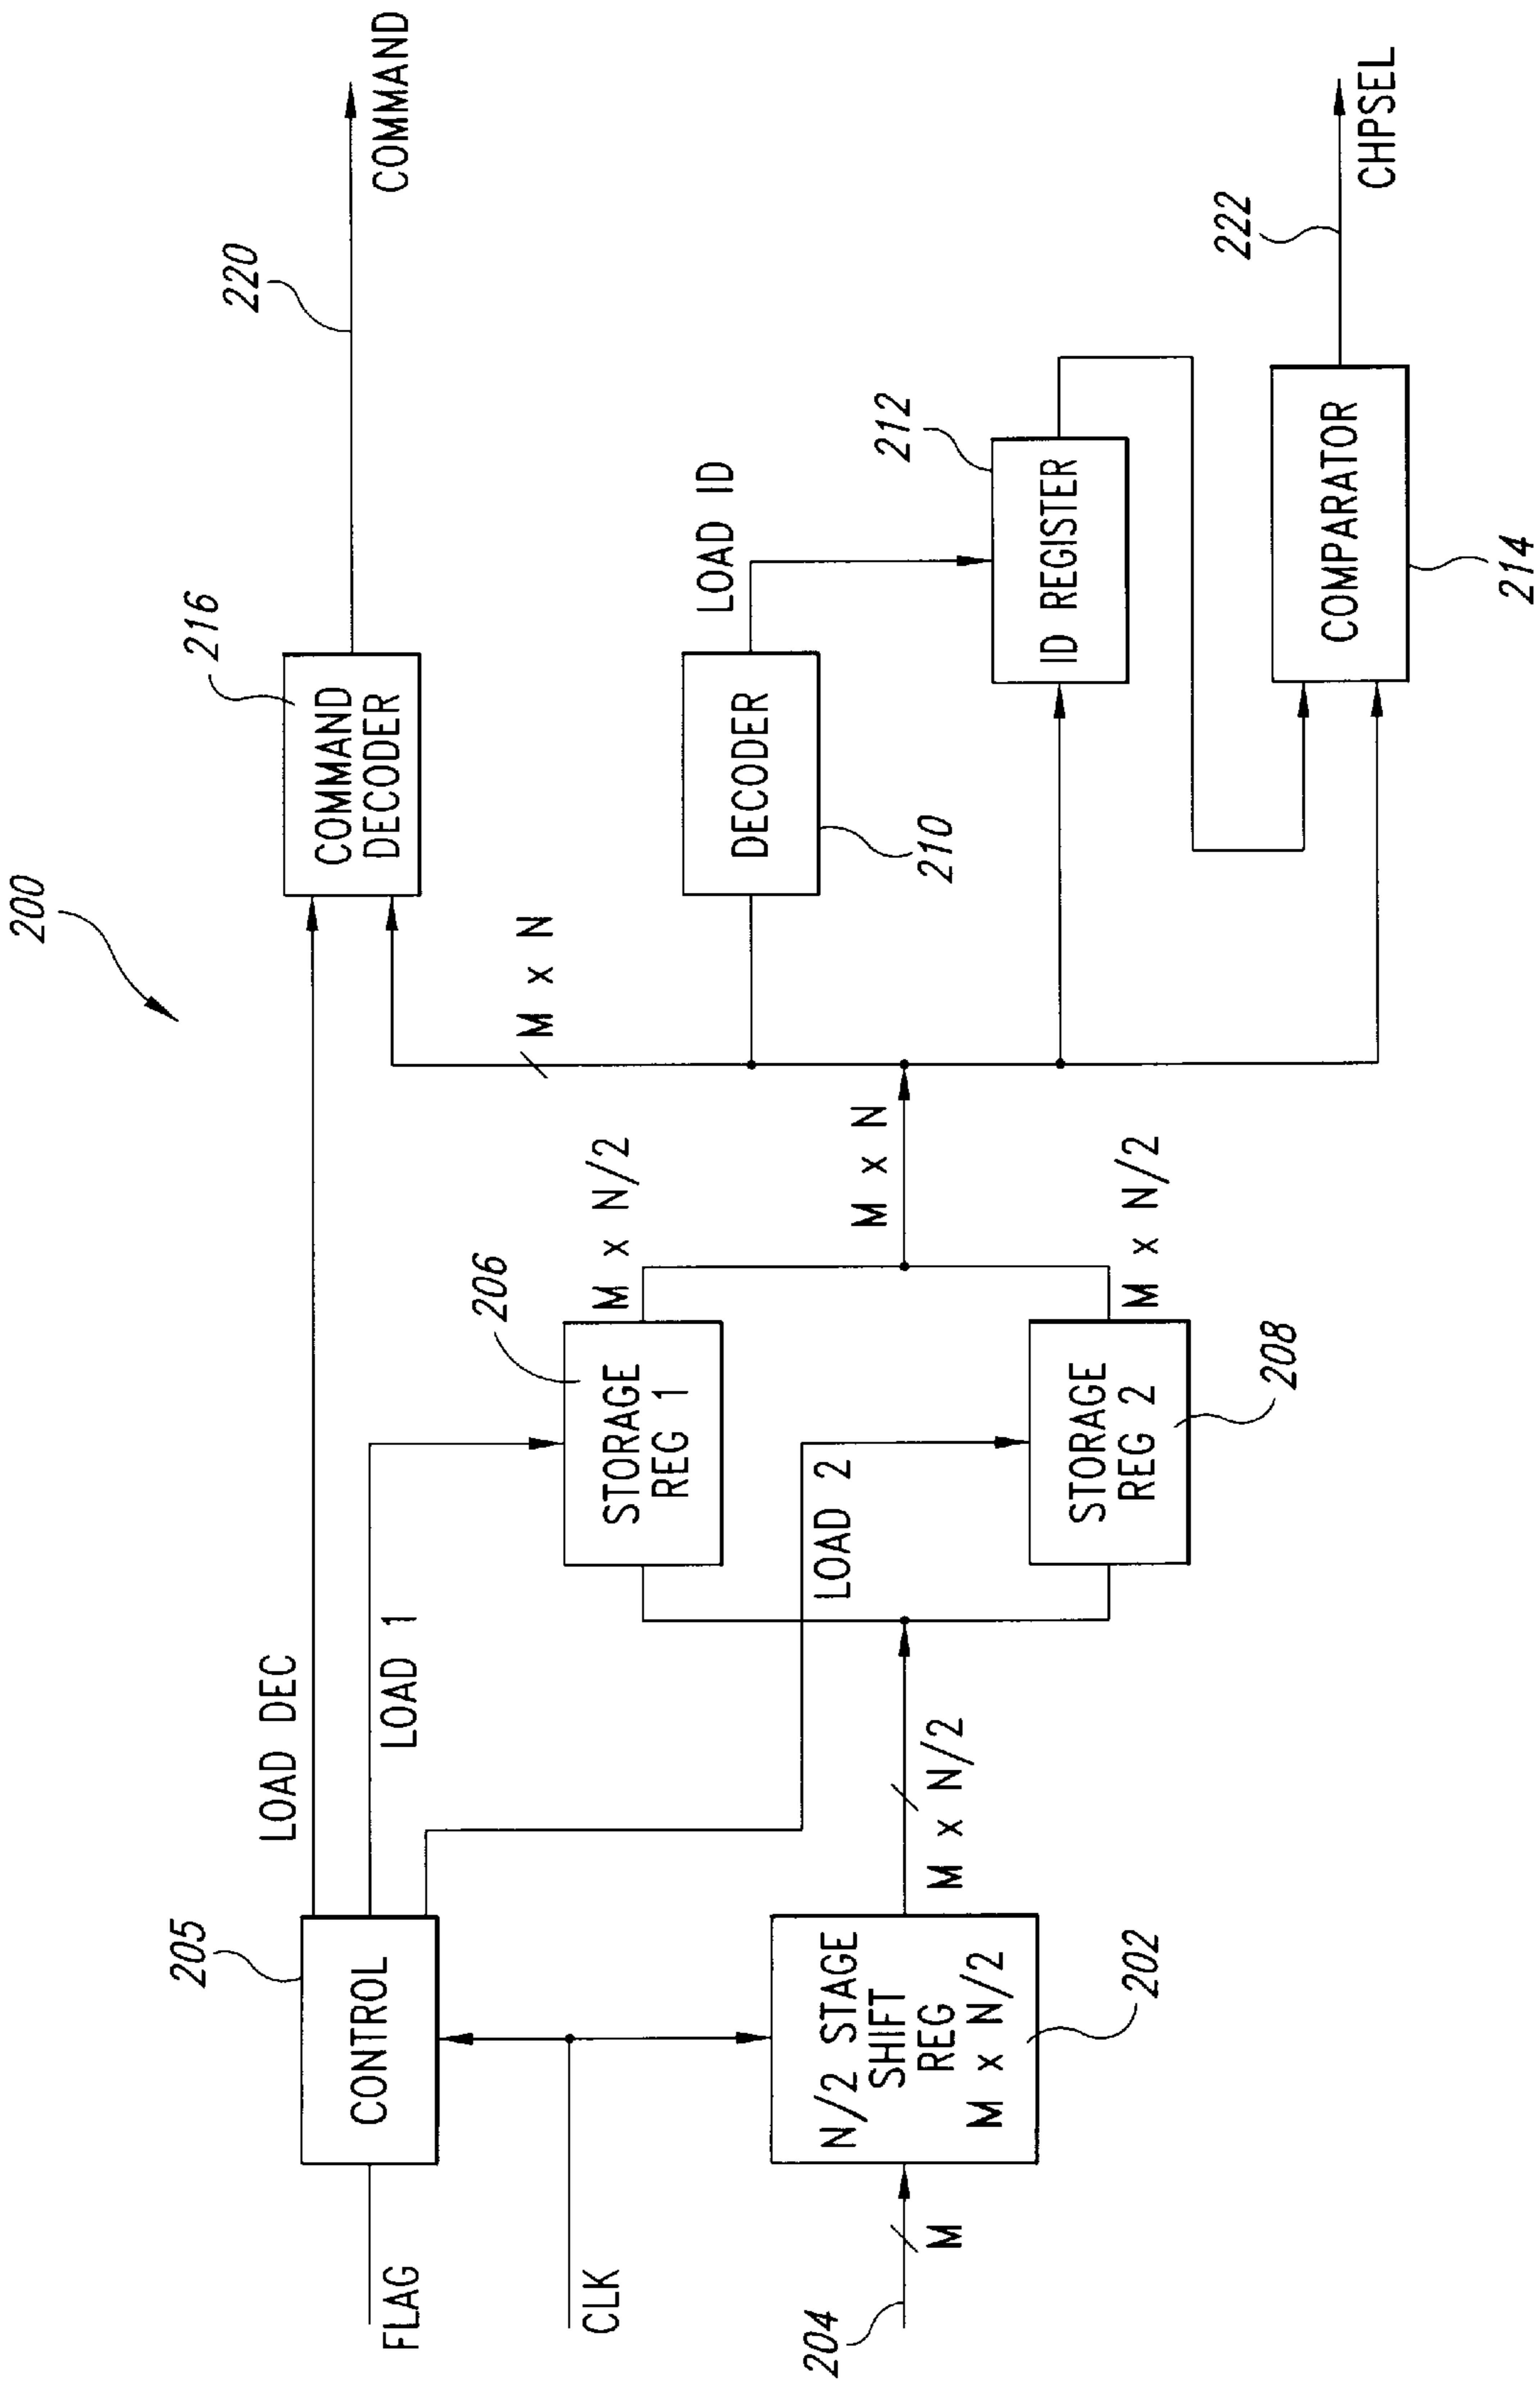 200
205
CONTROL
FLAG
CLK
204
M
N/2 STAGE
SHIFT
REG
M x N/2
202
M x N/2
LOAD DEC
LOAD 1
LOAD 2
206
STORAGE
REG 1
M x N/2
STORAGE
REG 2
208
M x N/2
M x N
M x N
216
COMMAND
DECODER
220
COMMAND
DECODER
210
LOAD ID
212
ID REGISTER
COMPARATOR
214
222
CHPSEL